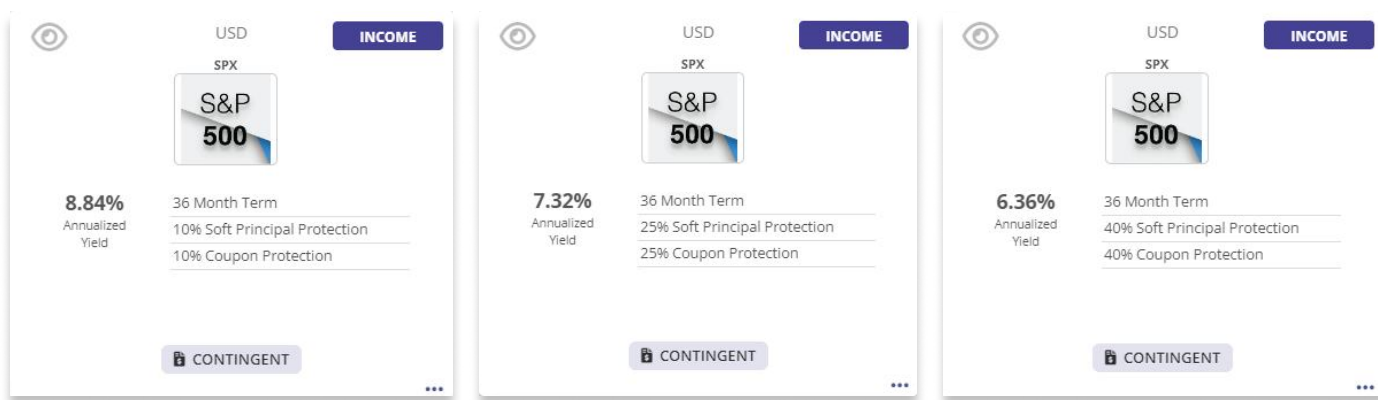 USD
INCOME
SPX
S&P
500
8.84%
Annualized
Yield
36 Month Term
10% Soft Principal Protection
10% Coupon Protection
CONTINGENT
USD
INCOME
SPX
S&P
500
7.32%
Annualized
Yield
36 Month Term
25% Soft Principal Protection
25% Coupon Protection
CONTINGENT
USD
INCOME
SPX
S&P
500
6.36%
Annualized
Yield
36 Month Term
40% Soft Principal Protection
40% Coupon Protection
CONTINGENT